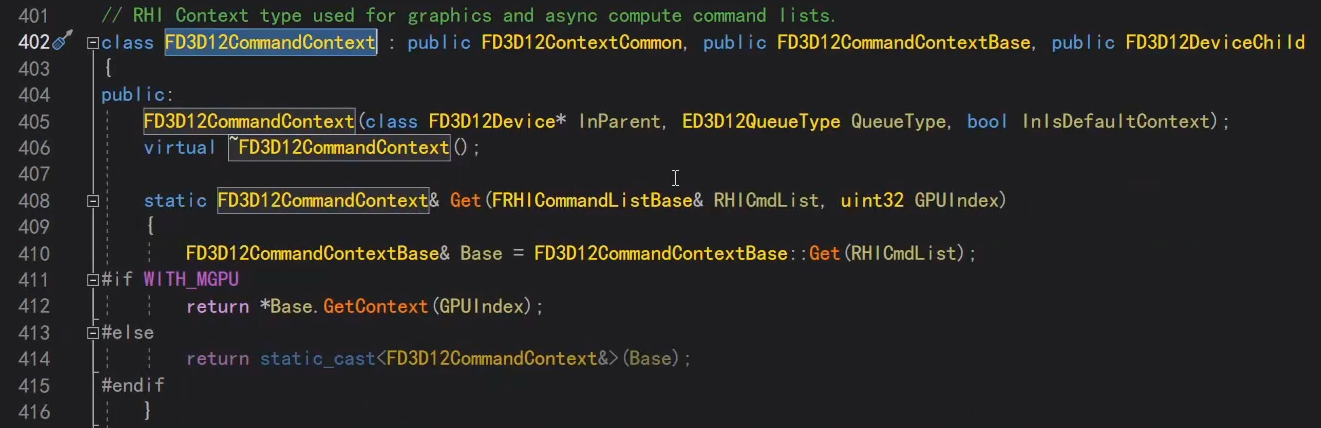 401 // RHI Context type used for graphics and async compute command lists.
402 class FD3D12CommandContext : public FD3D12ContextCommon, public FD3D12CommandContextBase, public FD3D12DeviceChild
403 {
404 public:
405 FD3D12CommandContext(class FD3D12Device* InParent, ED3D12QueueType QueueType, bool InIsDefaultContext);
406 virtual ~FD3D12CommandContext();
407
408 static FD3D12CommandContext& Get(FRHICommandListBase& RHICmdList, uint32 GPUIndex)
409 {
410 FD3D12CommandContextBase& Base = FD3D12CommandContextBase::Get(RHICmdList);
411 #if WITH_MGPU
412 return *Base.GetContext(GPUIndex);
413 #else
414 return static_cast<FD3D12CommandContext&>(Base);
415 #endif
416 }